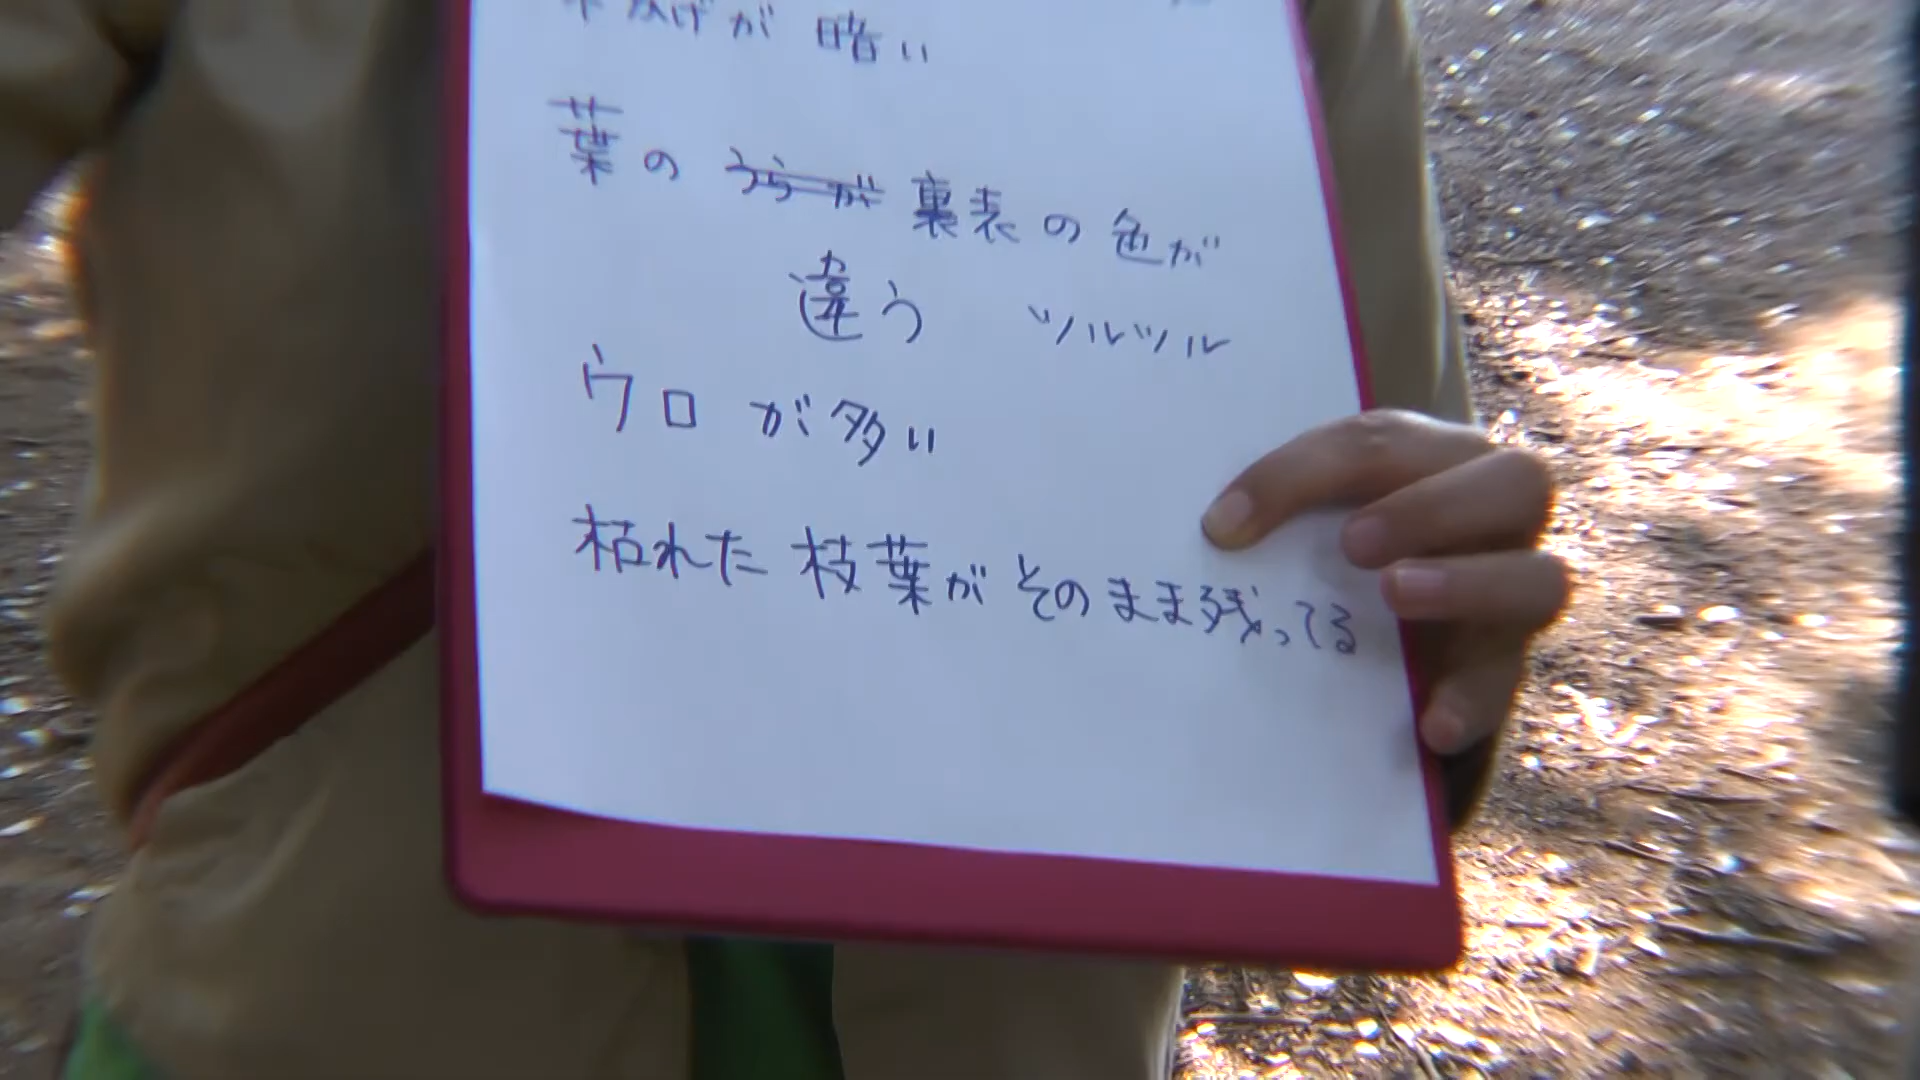 が 暗い
葉の うらが 裏表の色が
違う ツルツル
ウロが多い
枯れた枝葉がそのまま残ってる